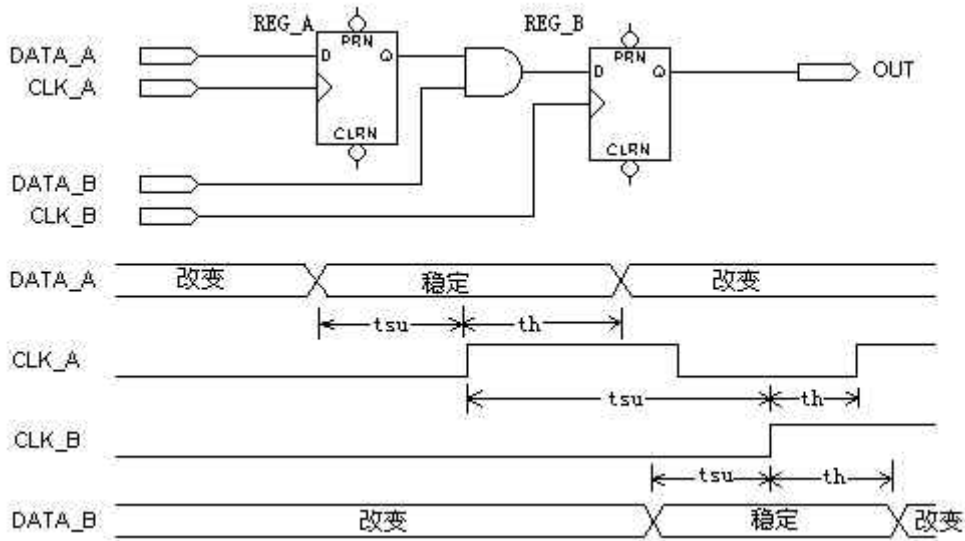 REG_A
REG_B
DATA_A
D PRN Q
CLRN
CLK_A
D PRN Q
CLRN
OUT
DATA_B
CLK_B
DATA_A 改变 稳定 改变
tsu th
CLK_A
tsu th
CLK_B
tsu th
DATA_B 改变 稳定 改变